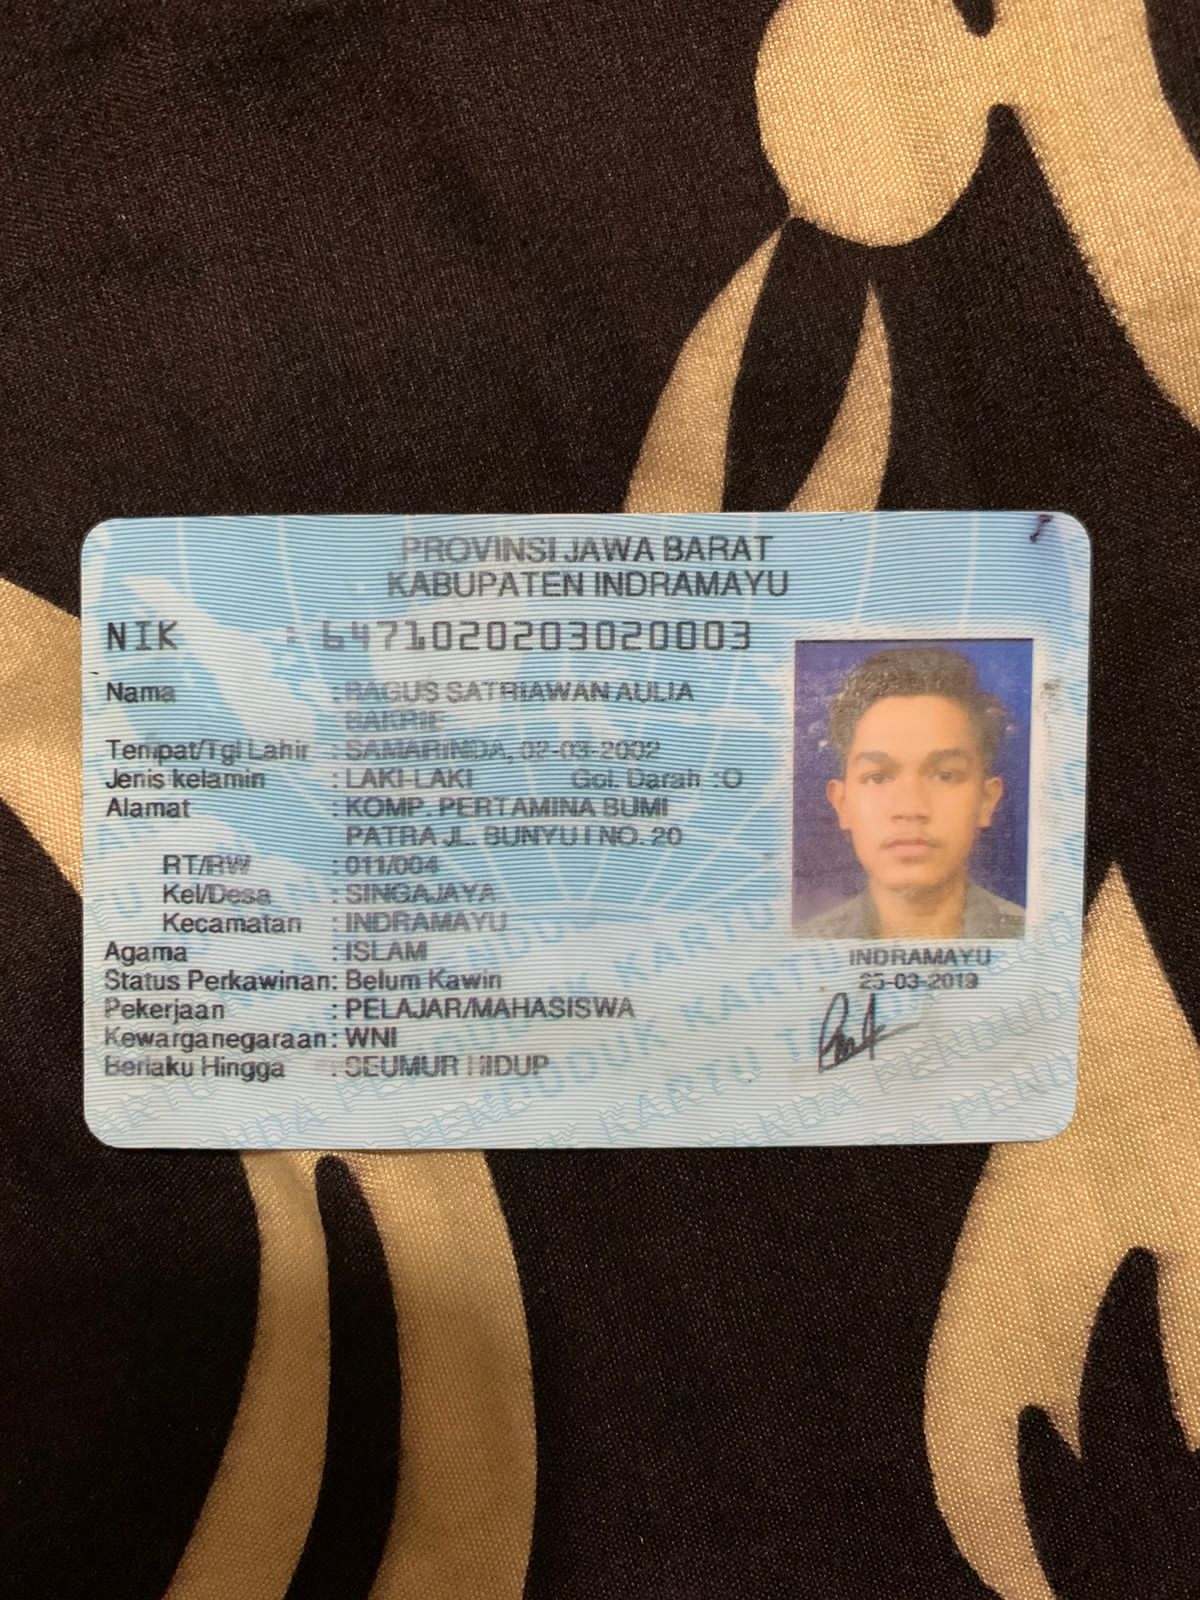 PROVINSI JAWA BARAT
KABUPATEN INDRAMAYU
NIK : 6471020203020003
Nama : BAGUS SATRIAWAN AULIA
BAKRIE
Tempat/Tgl Lahir : SAMARINDA, 02-03-2002
Jenis kelamin : LAKI-LAKI Gol. Darah :O
Alamat : KOMP. PERTAMINA BUMI
PATRA JL. BUNYU I NO. 20
RT/RW : 011/004
Kel/Desa : SINGAJAYA
Kecamatan : INDRAMAYU
Agama : ISLAM
Status Perkawinan: Belum Kawin
Pekerjaan : PELAJAR/MAHASISWA
Kewarganegaraan: WNI
Berlaku Hingga : SEUMUR HIDUP
INDRAMAYU
25-03-2019